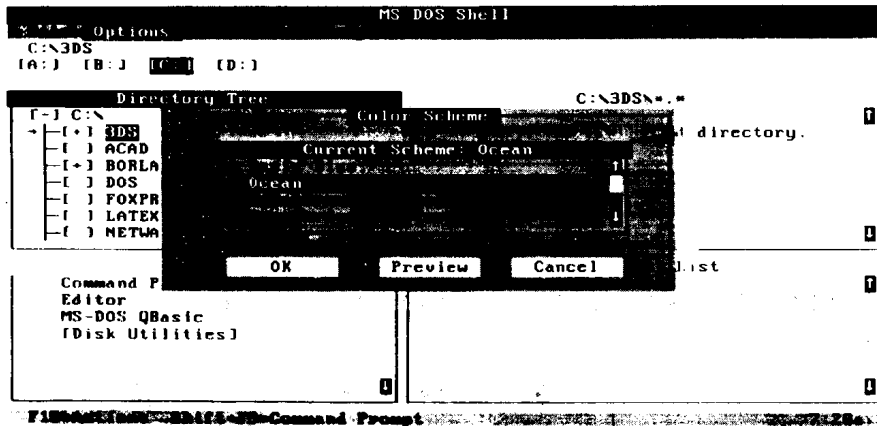 MS DOS Shell
Options
C:\3DS
[A:] [B:] [C:] [D:]
Directory Tree
C:\3DS\*.*
[-] C:\
[+] 3DS
[ ] ACAD
[+] BORLA
[ ] DOS
[ ] FOXPR
[ ] LATEX
[ ] NETWA
directory.
Color Scheme
Current Scheme: Ocean
Ocean
OK Preview Cancel
Command P
Editor
MS-DOS QBasic
[Disk Utilities]
Command Prompt